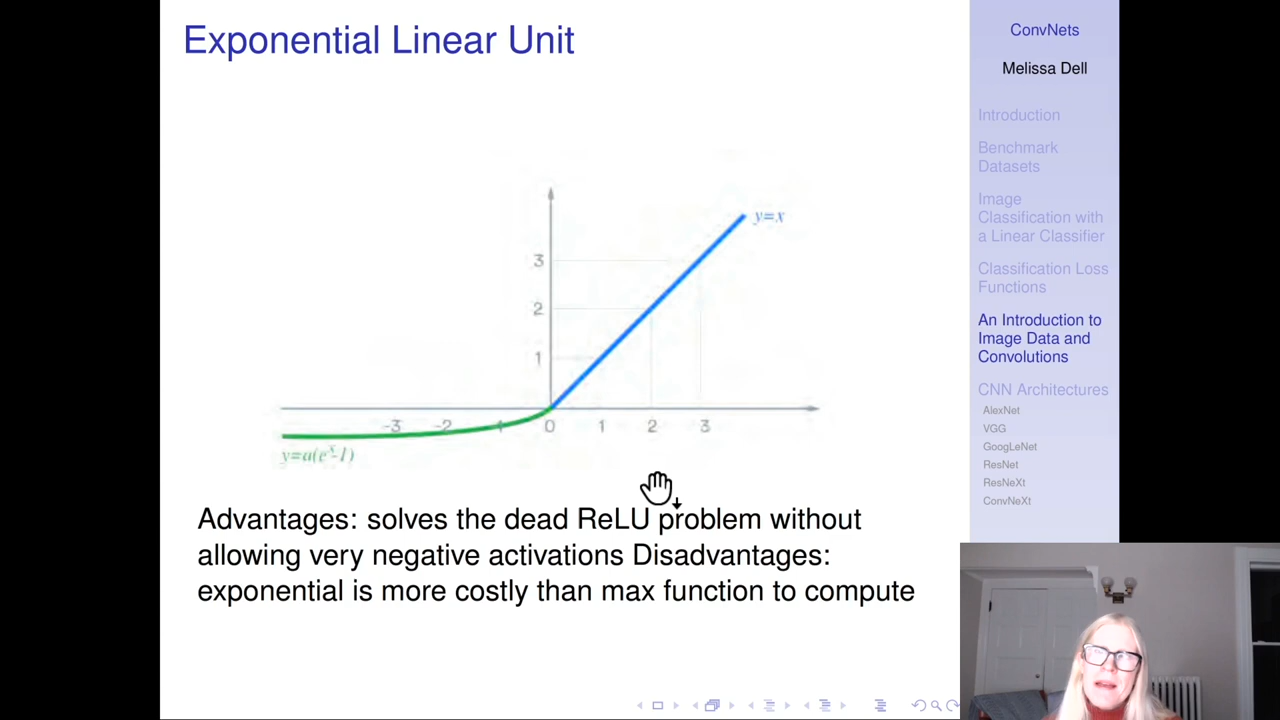 Exponential Linear Unit
y=x
3
2
1
-3
-2
-1
0
1
2
3
y=a(eˣ-1)
Advantages: solves the dead ReLU problem without
allowing very negative activations Disadvantages:
exponential is more costly than max function to compute
ConvNets
Melissa Dell
Introduction
Benchmark
Datasets
Image
Classification with
a Linear Classifier
Classification Loss
Functions
An Introduction to
Image Data and
Convolutions
CNN Architectures
AlexNet
VGG
GoogLeNet
ResNet
ResNeXt
ConvNeXt